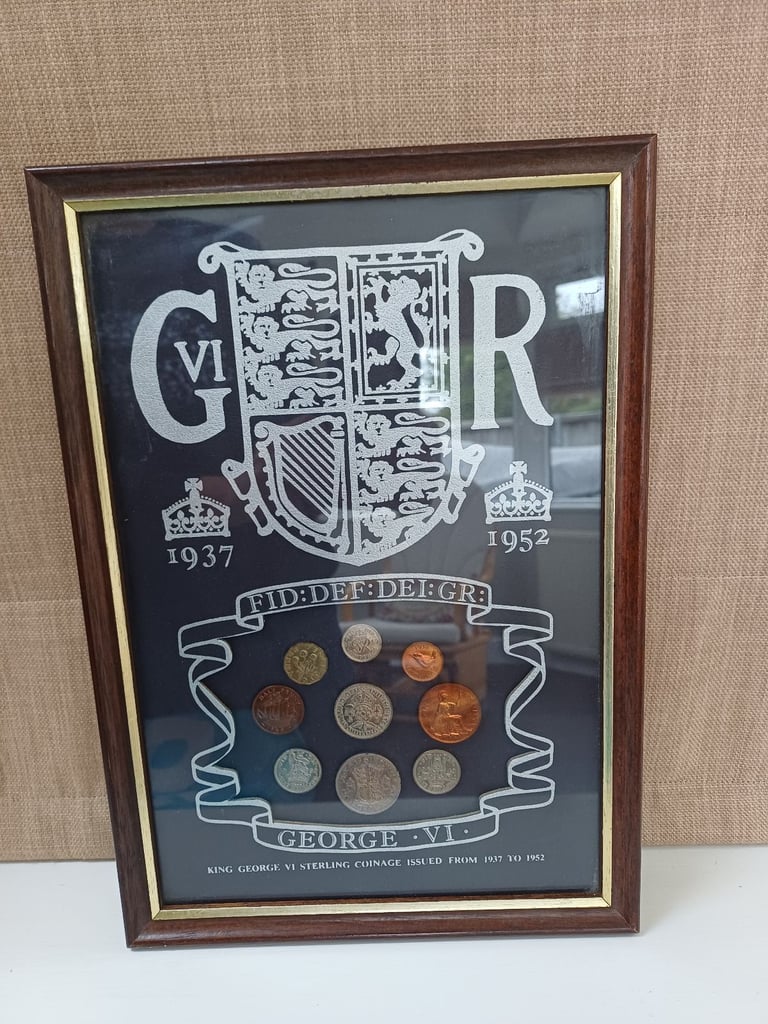 G VI R
1937 1952
FID:DEF:DEI:GR:
GEORGE·VI·
KING GEORGE VI STERLING COINAGE ISSUED FROM 1937 TO 1952